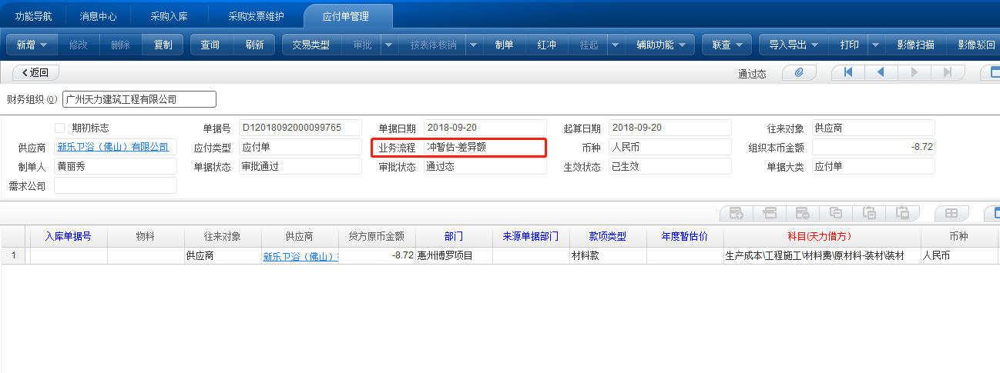 功能导航 消息中心 采购入库 采购发票维护 应付单管理
新增 修改 删除 复制 查询 刷新 交易类型 审批 按表体核销 制单 红冲 挂起 辅助功能 联查 导入导出 打印 影像扫描 影像驳回
返回 通过态
财务组织(O) 广州天力建筑工程有限公司
期初标志 单据号 D12018092000099765 单据日期 2018-09-20 起算日期 2018-09-20 往来对象 供应商
供应商 新乐卫浴（佛山）有限公司 应付类型 应付单 业务流程 冲暂估-差异额 币种 人民币 组织本币金额 -8.72
制单人 黄丽秀 单据状态 审批通过 审批状态 通过态 生效状态 已生效 单据大类 应付单
需求公司
入库单据号 物料 往来对象 供应商 贷方原币金额 部门 来源单据部门 款项类型 年度暂估价 科目(天力借方) 币种
1 供应商 新乐卫浴（佛山） -8.72 惠州博罗项目 材料款 生产成本\工程施工\材料费\原材料-装材\装材 人民币